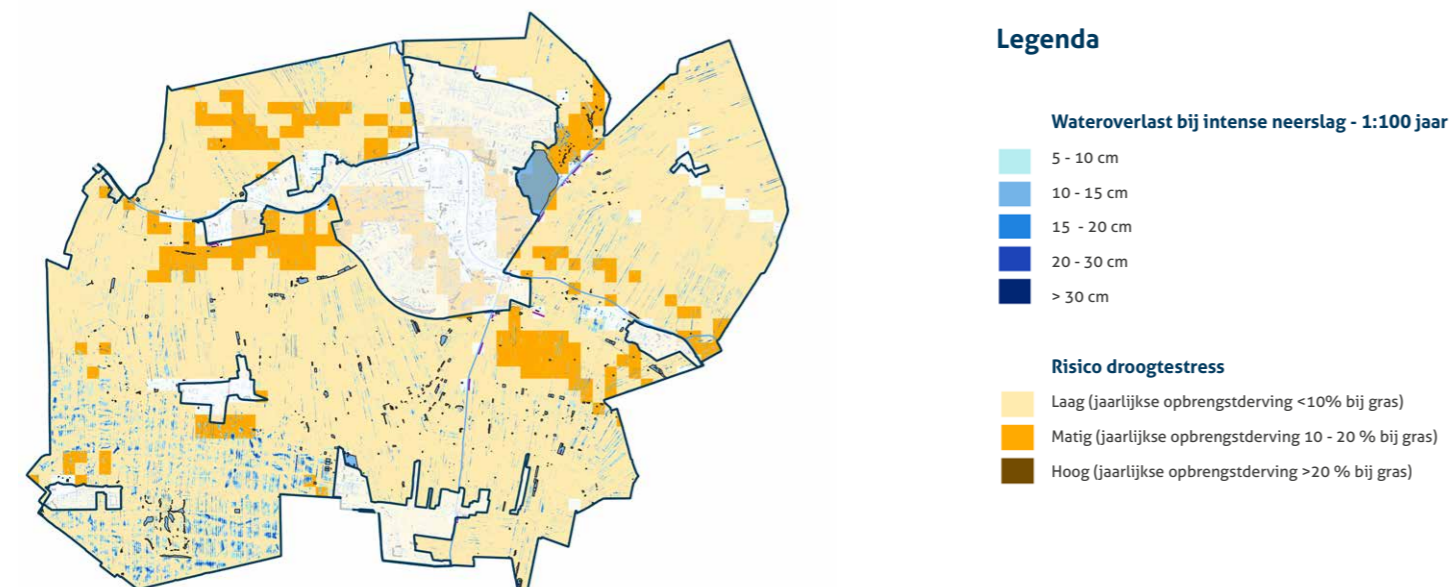 Legenda
Wateroverlast bij intense neerslag - 1:100 jaar
5 - 10 cm
10 - 15 cm
15 - 20 cm
20 - 30 cm
> 30 cm
Risico droogtestress
Laag (jaarlijkse opbrengstderving <10% bij gras)
Matig (jaarlijkse opbrengstderving 10 - 20 % bij gras)
Hoog (jaarlijkse opbrengstderving >20 % bij gras)